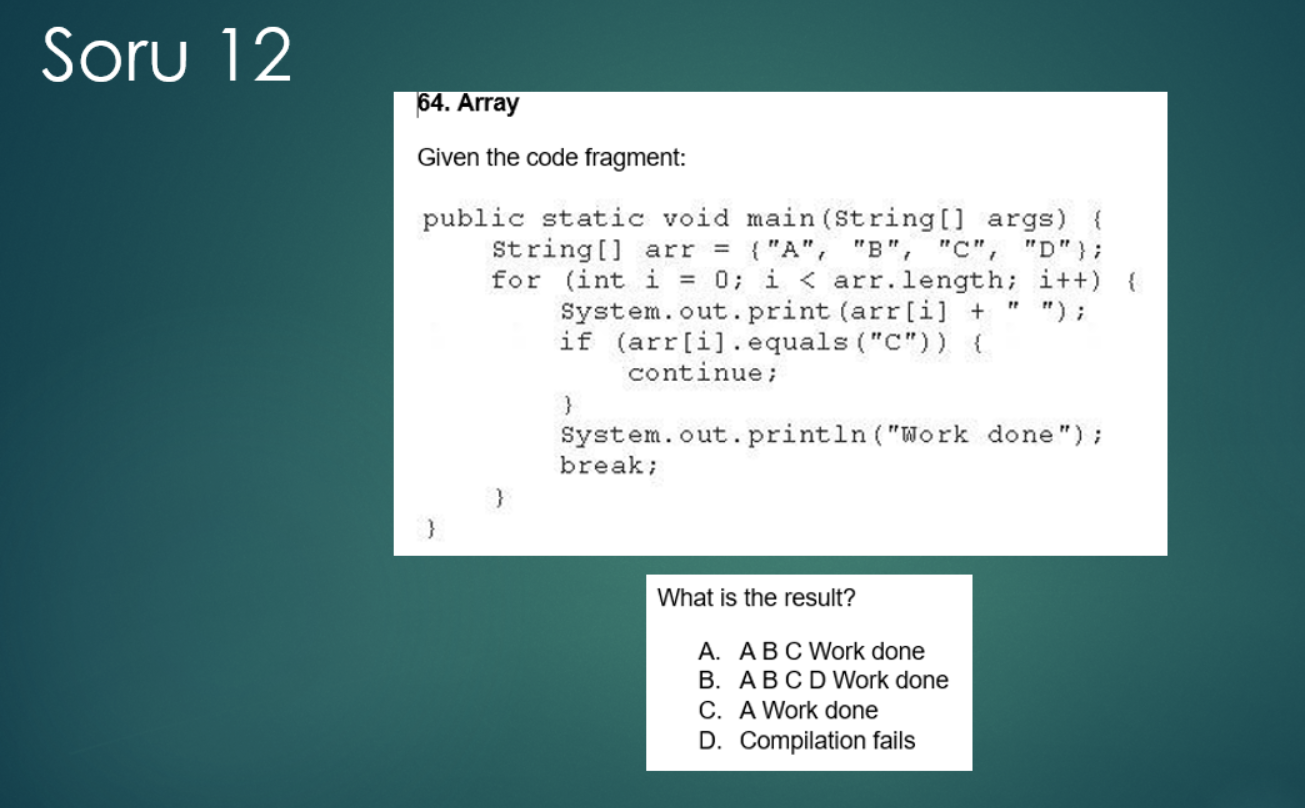 Soru 12
64. Array
Given the code fragment:
public static void main(String[] args) {
String[] arr = {"A", "B", "C", "D"};
for (int i = 0; i < arr.length; i++) {
System.out.print(arr[i] + " ");
if (arr[i].equals("C")) {
continue;
}
System.out.println("Work done");
break;
}
}
What is the result?
A. A B C Work done
B. A B C D Work done
C. A Work done
D. Compilation fails